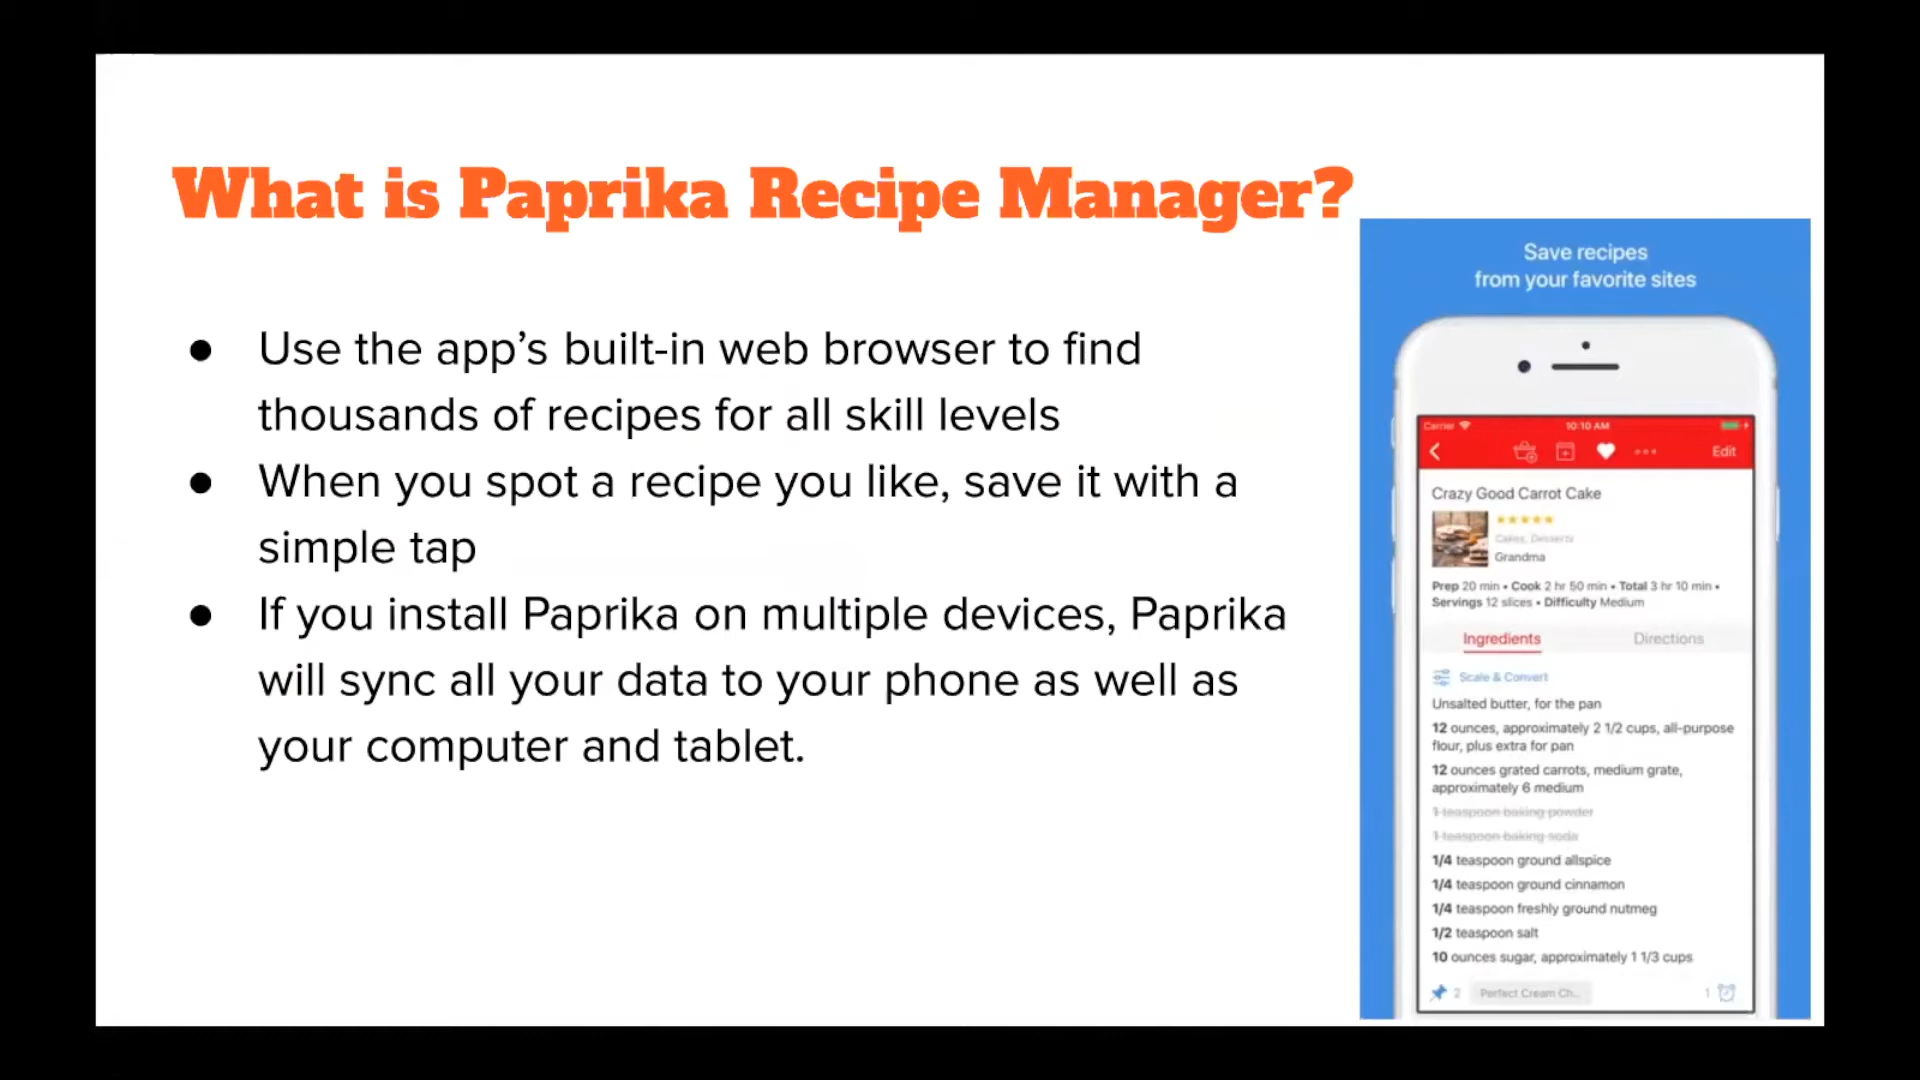 What is Paprika Recipe Manager?
● Use the app’s built-in web browser to find
thousands of recipes for all skill levels
● When you spot a recipe you like, save it with a
simple tap
● If you install Paprika on multiple devices, Paprika
will sync all your data to your phone as well as
your computer and tablet.
Save recipes
from your favorite sites
Carrier 10:10 AM
Edit
Crazy Good Carrot Cake
Cakes, Desserts
Grandma
Prep 20 min • Cook 2 hr 50 min • Total 3 hr 10 min •
Servings 12 slices • Difficulty Medium
Ingredients Directions
Scale & Convert
Unsalted butter, for the pan
12 ounces, approximately 2 1/2 cups, all-purpose
flour, plus extra for pan
12 ounces grated carrots, medium grate,
approximately 6 medium
1 teaspoon baking powder
1 teaspoon baking soda
1/4 teaspoon ground allspice
1/4 teaspoon ground cinnamon
1/4 teaspoon freshly ground nutmeg
1/2 teaspoon salt
10 ounces sugar, approximately 1 1/3 cups
2 Perfect Cream Ch... 1